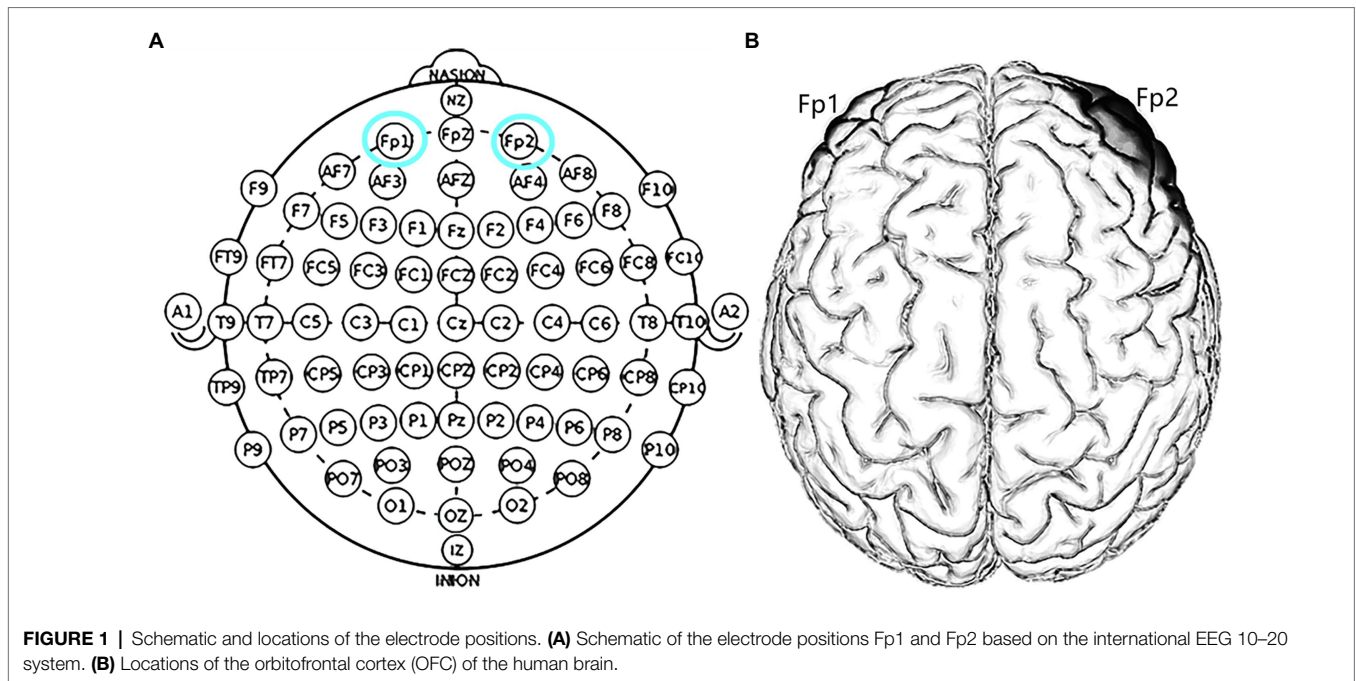 A
B
NASION
NZ
Fp1 FpZ Fp2
AF7 AF3 AFZ AF4 AF8
F9 F10
F7 F5 F3 F1 Fz F2 F4 F6 F8
FT9 FT7 FC5 FC3 FC1 FCZ FC2 FC4 FC6 FC8 FC10
A1 T9 T7 C5 C3 C1 Cz C2 C4 C6 T8 T10 A2
TP9 TP7 CP5 CP3 CP1 CPZ CP2 CP4 CP6 CP8 CP10
P9 P7 P5 P3 P1 Pz P2 P4 P6 P8 P10
PO7 PO3 POZ PO4 PO8
O1 OZ O2
IZ
INION
Fp1
Fp2
FIGURE 1 | Schematic and locations of the electrode positions. (A) Schematic of the electrode positions Fp1 and Fp2 based on the international EEG 10–20
system. (B) Locations of the orbitofrontal cortex (OFC) of the human brain.